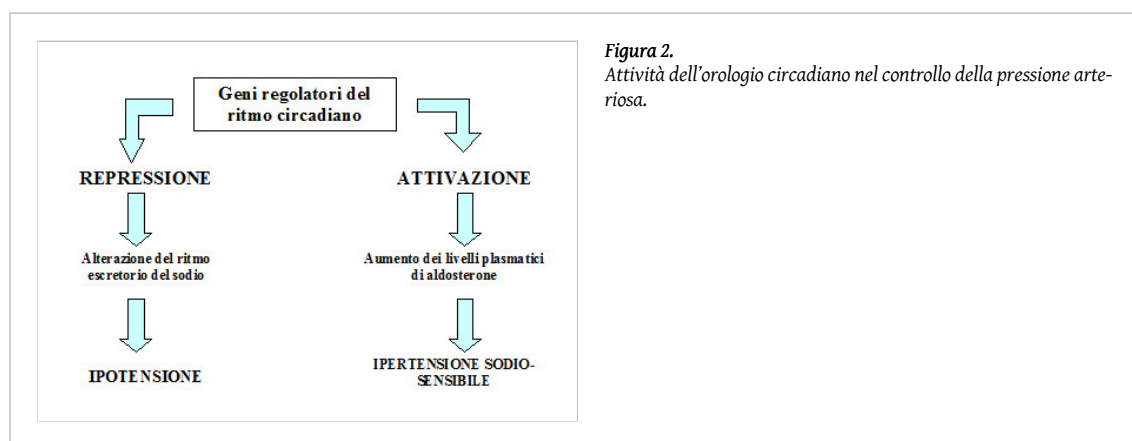 Figura 2.
Attività dell'orologio circadiano nel controllo della pressione arte-
riosa.
Geni regolatori del
ritmo circadiano
REPRESSIONE
ATTIVAZIONE
Alterazione del ritmo
escretorio del sodio
Aumento dei livelli plasmatici
di aldosterone
IPOTENSIONE
IPERTENSIONE SODIO-
SENSIBILE